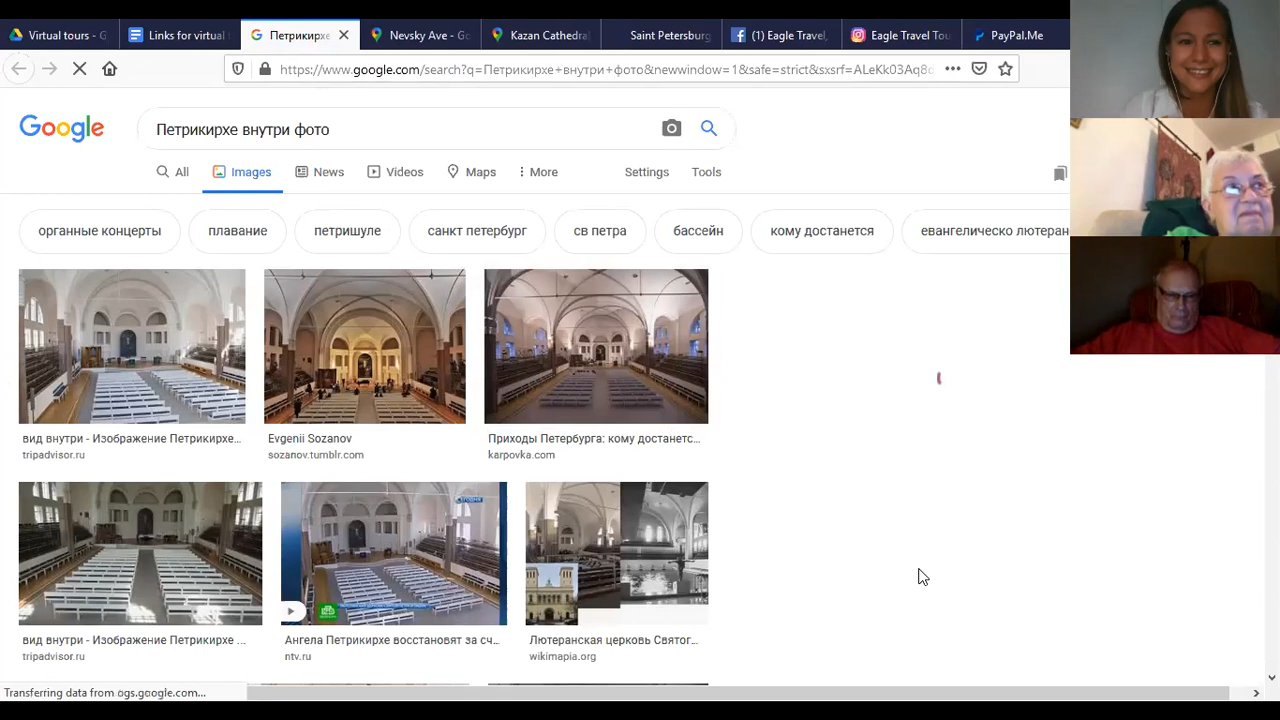 Virtual tours - G
Links for virtual
Петрикирхе
Nevsky Ave - Go
Kazan Cathedral
Saint Petersburg
(1) Eagle Travel
Eagle Travel Tou
PayPal.Me
https://www.google.com/search?q=Петрикирхе+внутри+фото&newwindow=1&safe=strict&sxsrf=ALeKk03Aq8c
Google
Петрикирхе внутри фото
All
Images
News
Videos
Maps
More
Settings
Tools
органные концерты
плавание
петришуле
санкт петербург
св петра
бассейн
кому достанется
евангелическо лютеран
вид внутри - Изображение Петрикирхе...
tripadvisor.ru
Evgenii Sozanov
sozanov.tumblr.com
Приходы Петербурга: кому достанетс...
karpovka.com
вид внутри - Изображение Петрикирхе ...
tripadvisor.ru
Ангела Петрикирхе восстановят за сч...
ntv.ru
Лютеранская церковь Святог...
wikimapia.org
Transferring data from ogs.google.com...